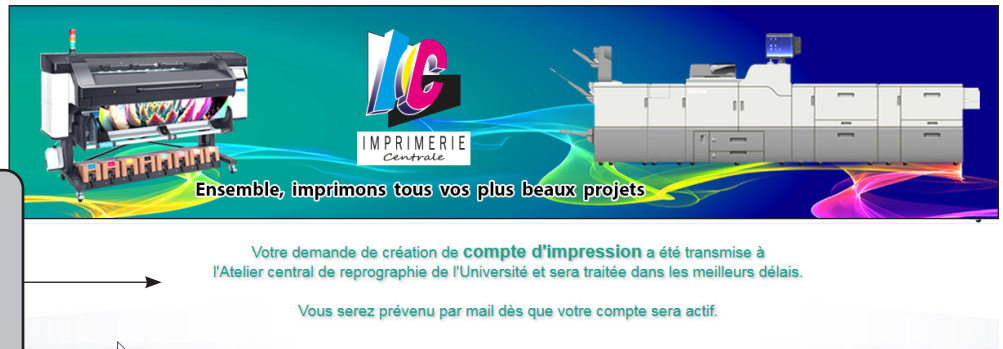 IC
IMPRIMERIE
Centrale
Ensemble, imprimons tous vos plus beaux projets
Votre demande de création de compte d'impression a été transmise à
l'Atelier central de reprographie de l'Université et sera traitée dans les meilleurs délais.
Vous serez prévenu par mail dès que votre compte sera actif.